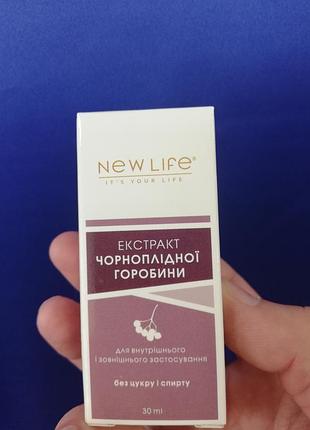 NEW LIFE®
IT'S YOUR LIFE
ЕКСТРАКТ
ЧОРНОПЛІДНОЇ
ГОРОБИНИ
для внутрішнього
і зовнішнього застосування
без цукру і спирту
30 ml